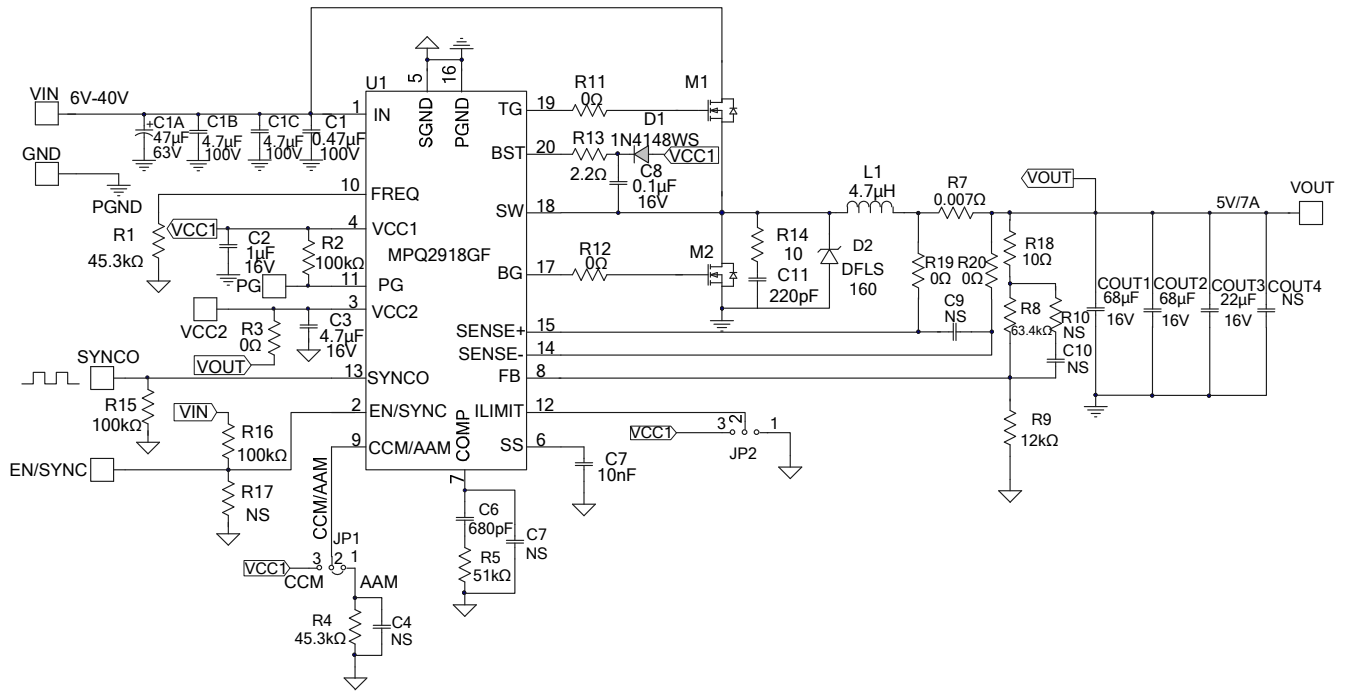 U1
VIN
6V-40V
C1A
47µF
63V
C1B
4.7µF
100V
C1C
4.7µF
100V
C1
0.47µF
100V
GND
PGND
R1
45.3kΩ
VCC1
C2
1µF
16V
R2
100kΩ
PG
VCC2
R3
0Ω
C3
4.7µF
16V
VOUT
SYNCO
R15
100kΩ
VIN
R16
100kΩ
EN/SYNC
R17
NS
CCM/AAM
JP1
VCC1
3
2
1
CCM
AAM
R4
45.3kΩ
C4
NS
5
16
SGND
PGND
1
IN
10
FREQ
4
VCC1
MPQ2918GF
11
PG
3
VCC2
13
SYNCO
2
EN/SYNC
9
CCM/AAM
COMP
7
TG
19
BST
20
SW
18
BG
17
SENSE+
15
SENSE-
14
FB
8
ILIMIT
12
SS
6
C6
680pF
R5
51kΩ
C7
NS
C7
10nF
R11
0Ω
M1
D1
1N4148WS
R13
2.2Ω
VCC1
C8
0.1µF
16V
R12
0Ω
M2
R14
10
C11
220pF
D2
DFLS
160
L1
4.7µH
R7
0.007Ω
R19
0Ω
R20
0Ω
C9
NS
VOUT
R18
10Ω
R8
63.4kΩ
R10
NS
C10
NS
R9
12kΩ
5V/7A
VOUT
COUT1
68µF
16V
COUT2
68µF
16V
COUT3
22µF
16V
COUT4
NS
VCC1
3
2
1
JP2